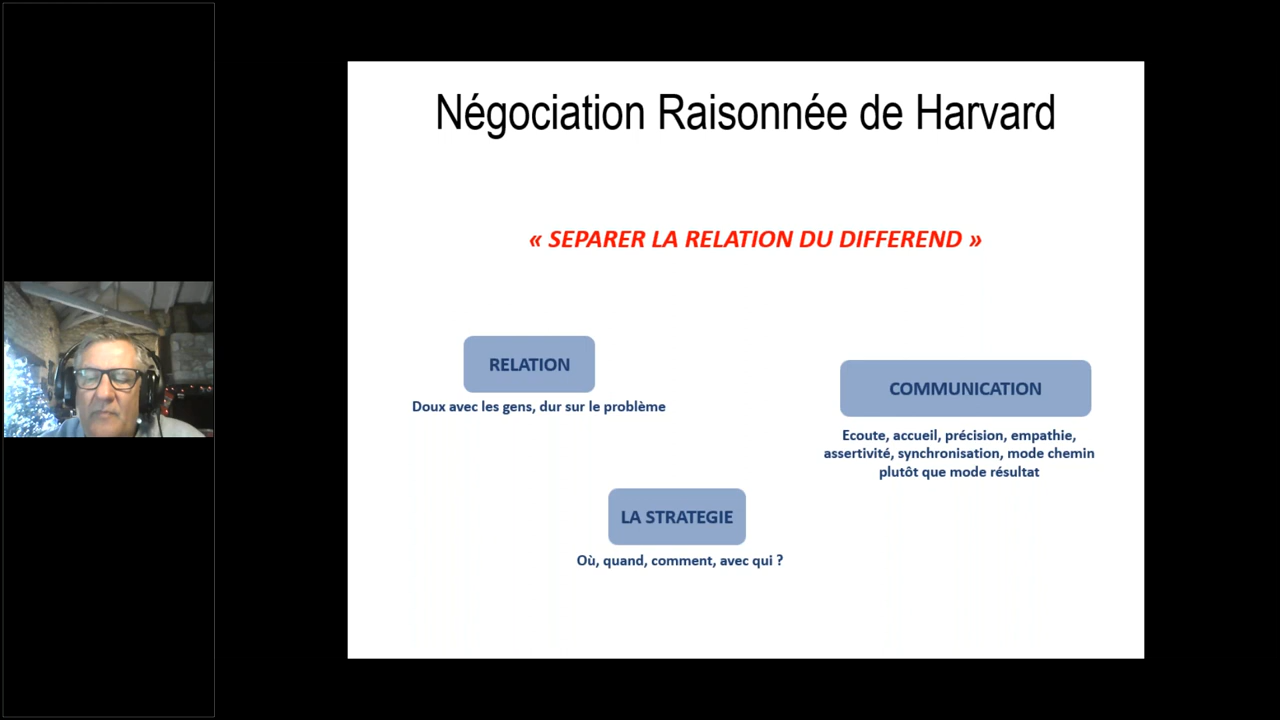 Négociation Raisonnée de Harvard
« SEPARER LA RELATION DU DIFFEREND »
RELATION
Doux avec les gens, dur sur le problème
COMMUNICATION
Ecoute, accueil, précision, empathie,
assertivité, synchronisation, mode chemin
plutôt que mode résultat
LA STRATEGIE
Où, quand, comment, avec qui ?